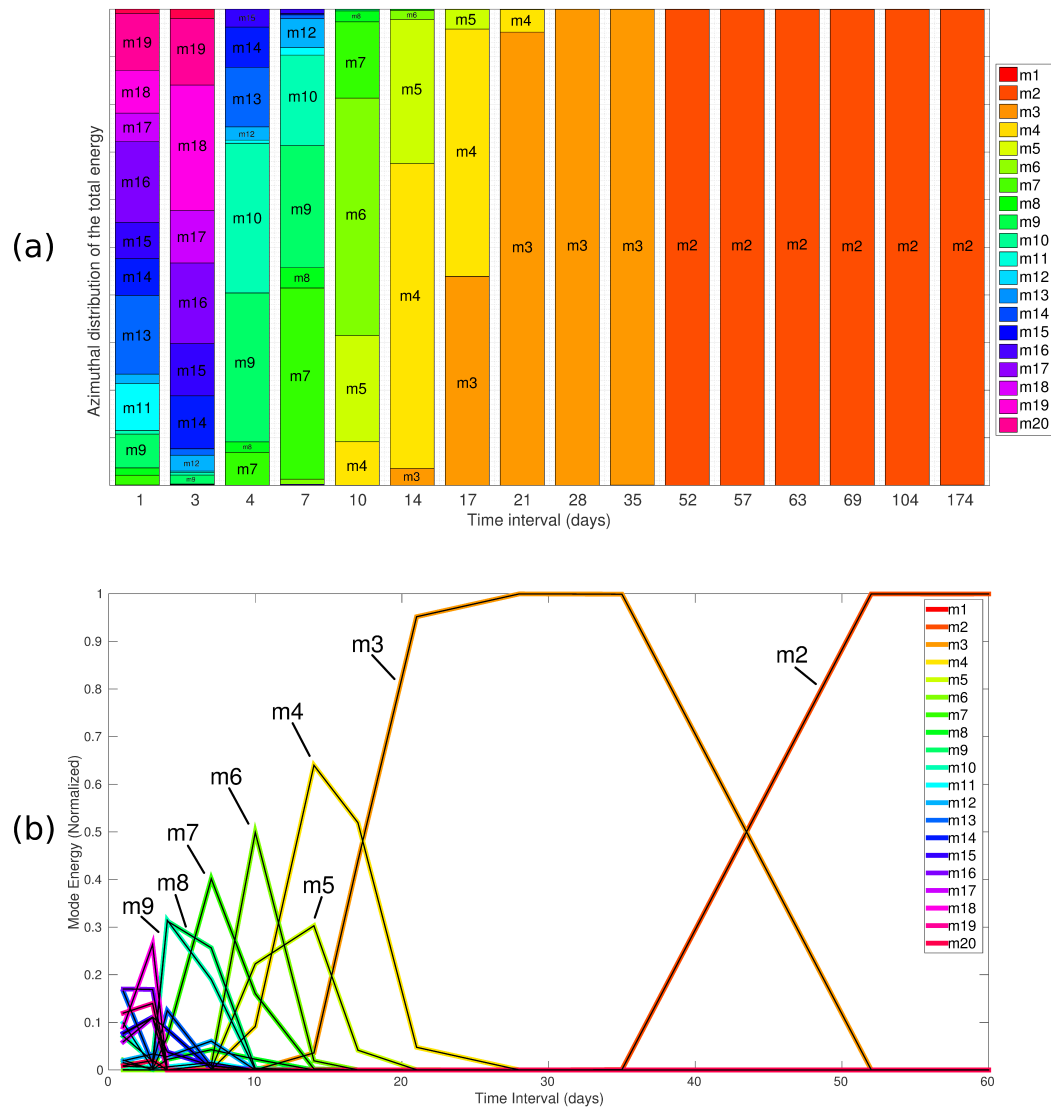 (a)
Azimuthal distribution of the total energy
m19
m18
m17
m16
m15
m14
m13
m11
m9
m19
m18
m17
m16
m15
m14
m12
m9
m15
m14
m13
m12
m10
m9
m8
m7
m12
m10
m9
m8
m7
m8
m7
m6
m5
m4
m6
m5
m4
m3
m5
m4
m3
m4
m3
m3
m3
m2
m2
m2
m2
m2
m2
1 3 4 7 10 14 17 21 28 35 52 57 63 69 104 174
Time interval (days)
m1
m2
m3
m4
m5
m6
m7
m8
m9
m10
m11
m12
m13
m14
m15
m16
m17
m18
m19
m20
(b)
Mode Energy (Normalized)
1
0.9
0.8
0.7
0.6
0.5
0.4
0.3
0.2
0.1
0
m9
m8
m7
m6
m5
m4
m3
m2
0 10 20 30 40 50 60
Time Interval (days)
m1
m2
m3
m4
m5
m6
m7
m8
m9
m10
m11
m12
m13
m14
m15
m16
m17
m18
m19
m20